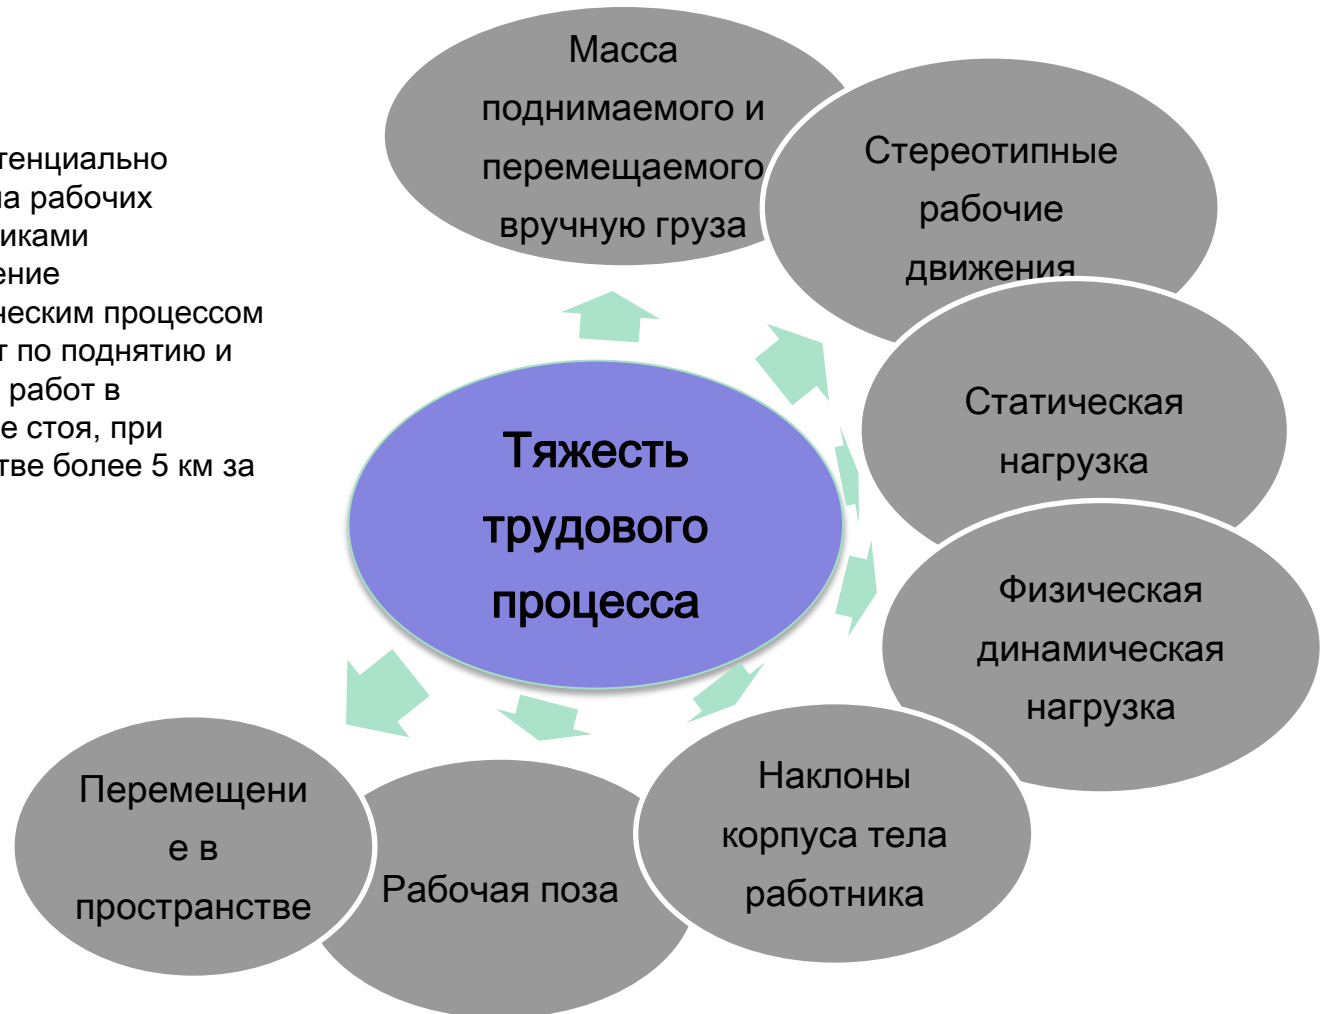 тенциально
на рабочих
иками
ение
ческим процессом
т по поднятию и
работ в
е стоя, при
тве более 5 км за
Масса
поднимаемого и
перемещаемого
вручную груза
Стереотипные
рабочие
движения
Статическая
нагрузка
Физическая
динамическая
нагрузка
Наклоны
корпуса тела
работника
Рабочая поза
Перемещени
е в
пространстве
Тяжесть
трудового
процесса